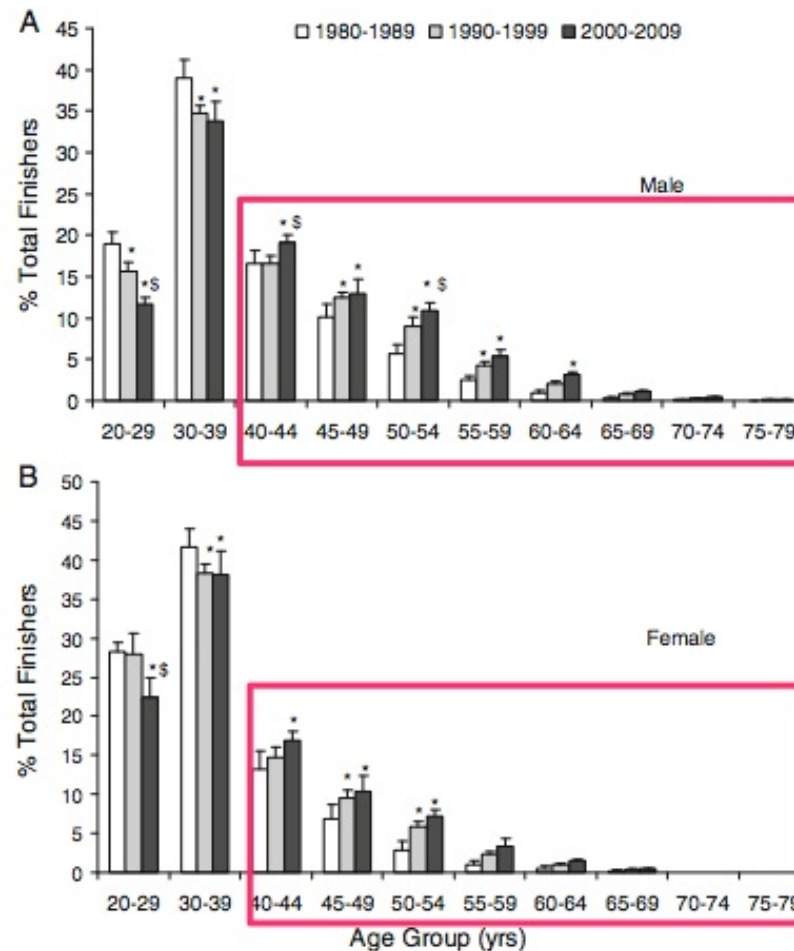 A
1980-1989 1990-1999 2000-2009
45
40
35
30
25
20
15
10
5
0
% Total Finishers
Male
* *
* *$
* $
* *
* * $
* *
*
20-29 30-39 40-44 45-49 50-54 55-59 60-64 65-69 70-74 75-79
B
50
45
40
35
30
25
20
15
10
5
0
% Total Finishers
Female
*$
* *
*
* *
* *
20-29 30-39 40-44 45-49 50-54 55-59 60-64 65-69 70-74 75-79
Age Group (yrs)